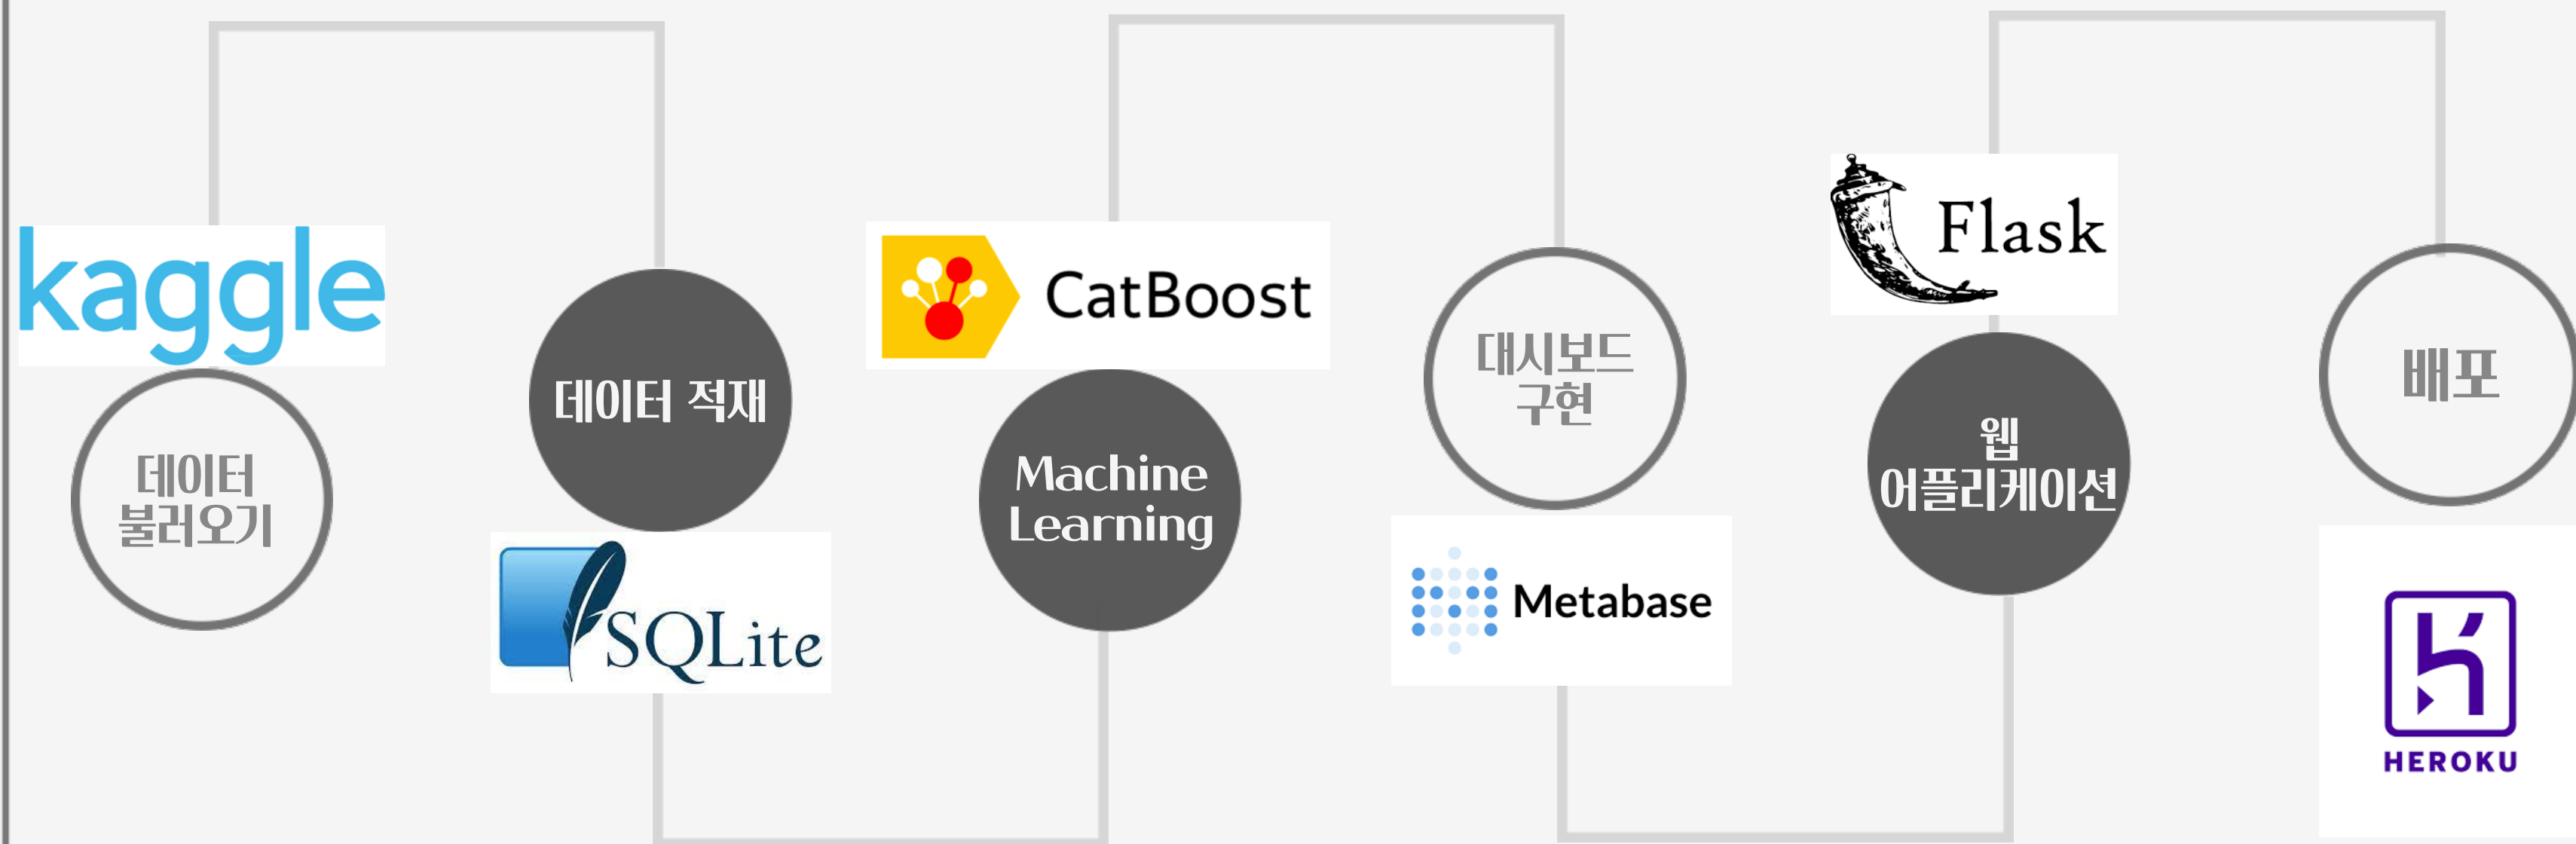 kaggle
데이터
불러오기
데이터 적재
SQLite
CatBoost
Machine
Learning
대시보드
구현
Metabase
Flask
웹
어플리케이션
배포
HEROKU